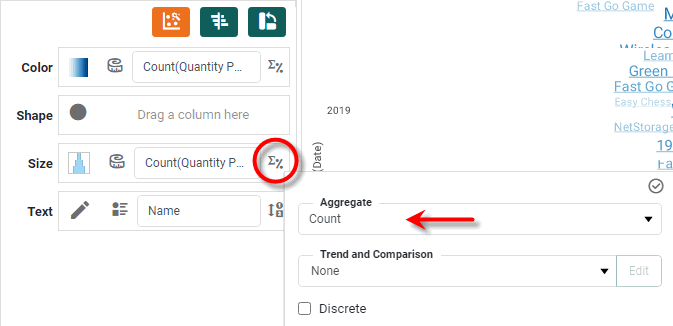 Color
Count(Quantity P...
Σ%
Shape
Drag a column here
Size
Count(Quantity P...
Σ%
Text
Name
Fast Go Game
M
Co
Wireles
Learn
Green
Fast Go G
Easy Chess
NetStorage
19
Fa
2019
(Date)
Aggregate
Count
Trend and Comparison
None
Edit
Discrete